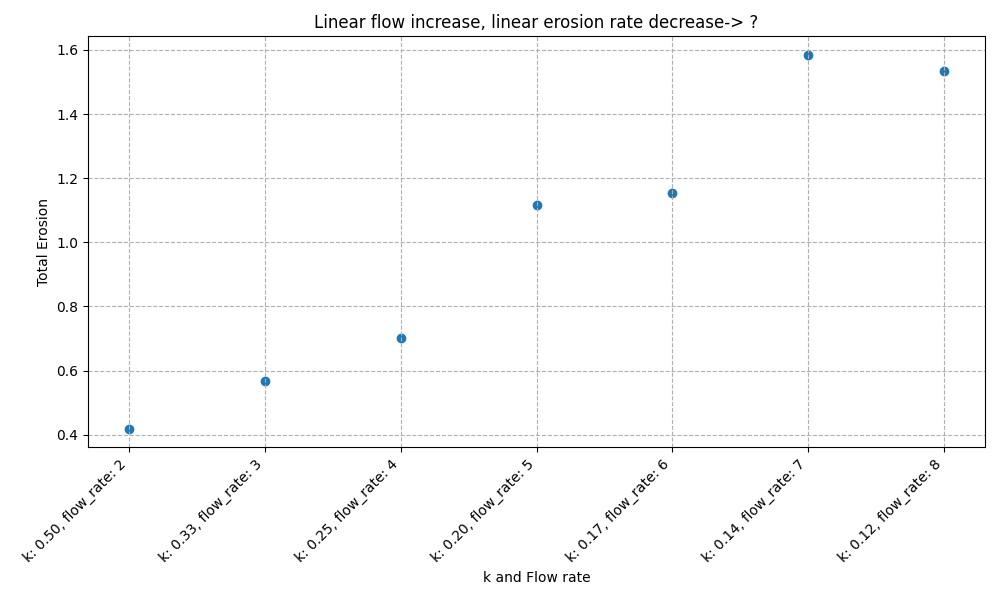 Linear flow increase, linear erosion rate decrease-> ?
1.6
1.4
1.2
1.0
0.8
0.6
0.4
Total Erosion
k: 0.50, flow_rate: 2
k: 0.33, flow_rate: 3
k: 0.25, flow_rate: 4
k: 0.20, flow_rate: 5
k: 0.17, flow_rate: 6
k: 0.14, flow_rate: 7
k: 0.12, flow_rate: 8
k and Flow rate